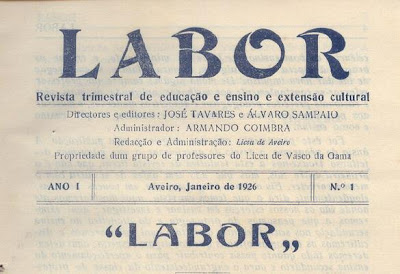 LABOR
Revista trimestral de educação e ensino e extensão cultural
Directores e editores: JOSÉ TAVARES e ÁLVARO SAMPAIO
Administrador: ARMANDO COIMBRA
Redacção e Administração: Liceu de Aveiro
Propriedade dum grupo de professores do Liceu de Vasco da Gama
ANO I Aveiro, Janeiro de 1926 N.º 1
“LABOR„